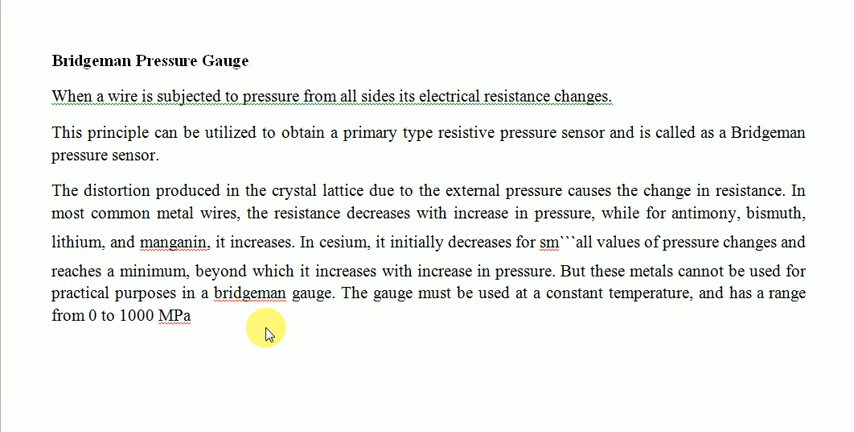 Bridgeman Pressure Gauge
When a wire is subjected to pressure from all sides its electrical resistance changes.
This principle can be utilized to obtain a primary type resistive pressure sensor and is called as a Bridgeman
pressure sensor.
The distortion produced in the crystal lattice due to the external pressure causes the change in resistance. In
most common metal wires, the resistance decreases with increase in pressure, while for antimony, bismuth,
lithium, and manganin, it increases. In cesium, it initially decreases for sm```all values of pressure changes and
reaches a minimum, beyond which it increases with increase in pressure. But these metals cannot be used for
practical purposes in a bridgeman gauge. The gauge must be used at a constant temperature, and has a range
from 0 to 1000 MPa